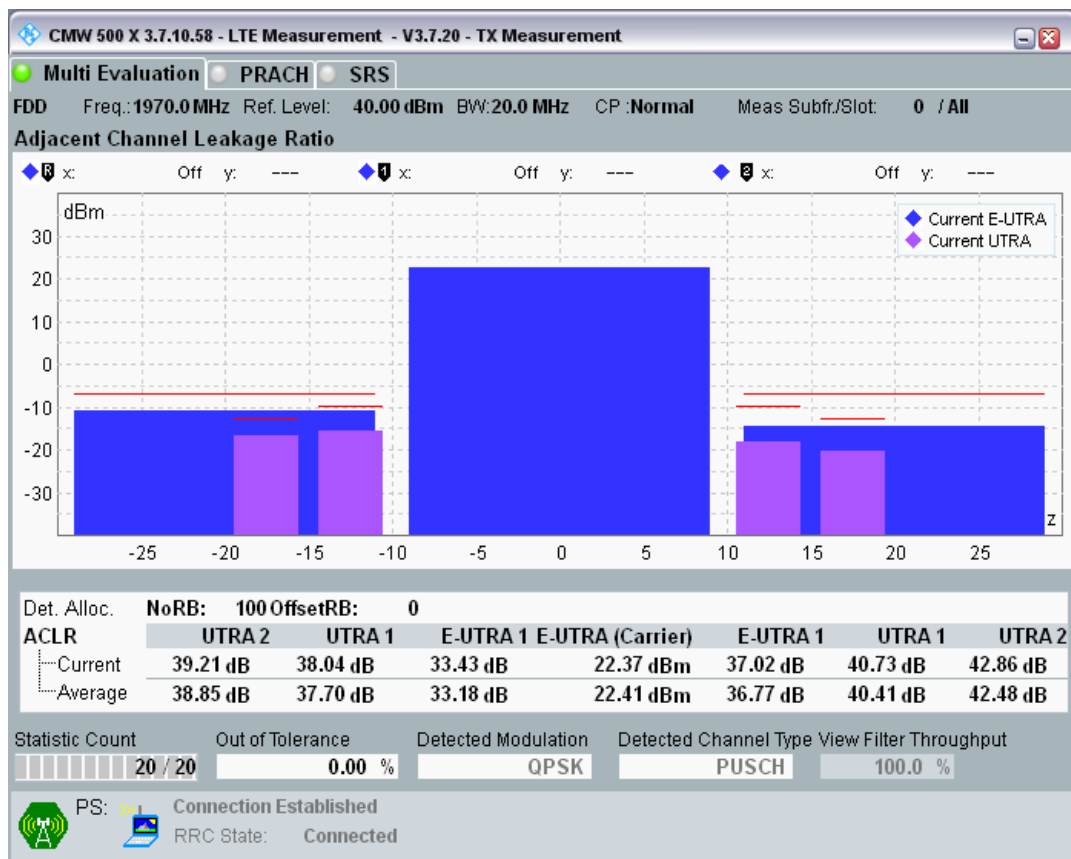 CMW 500 X 3.7.10.58 - LTE Measurement - V3.7.20 - TX Measurement
Multi Evaluation PRACH SRS
FDD Freq.:1970.0 MHz Ref. Level: 40.00 dBm BW:20.0 MHz CP :Normal Meas Subfr./Slot: 0 / All
Adjacent Channel Leakage Ratio
R x: Off y: --- 1 x: Off y: --- 2 x: Off y: ---
dBm
Current E-UTRA
Current UTRA
30
20
10
0
-10
-20
-30
z
-25 -20 -15 -10 -5 0 5 10 15 20 25
Det. Alloc. NoRB: 100 OffsetRB: 0
ACLR UTRA 2 UTRA 1 E-UTRA 1 E-UTRA (Carrier) E-UTRA 1 UTRA 1 UTRA 2
Current 39.21 dB 38.04 dB 33.43 dB 22.37 dBm 37.02 dB 40.73 dB 42.86 dB
Average 38.85 dB 37.70 dB 33.18 dB 22.41 dBm 36.77 dB 40.41 dB 42.48 dB
Statistic Count Out of Tolerance Detected Modulation Detected Channel Type View Filter Throughput
20 / 20 0.00 % QPSK PUSCH 100.0 %
PS: Connection Established
RRC State: Connected